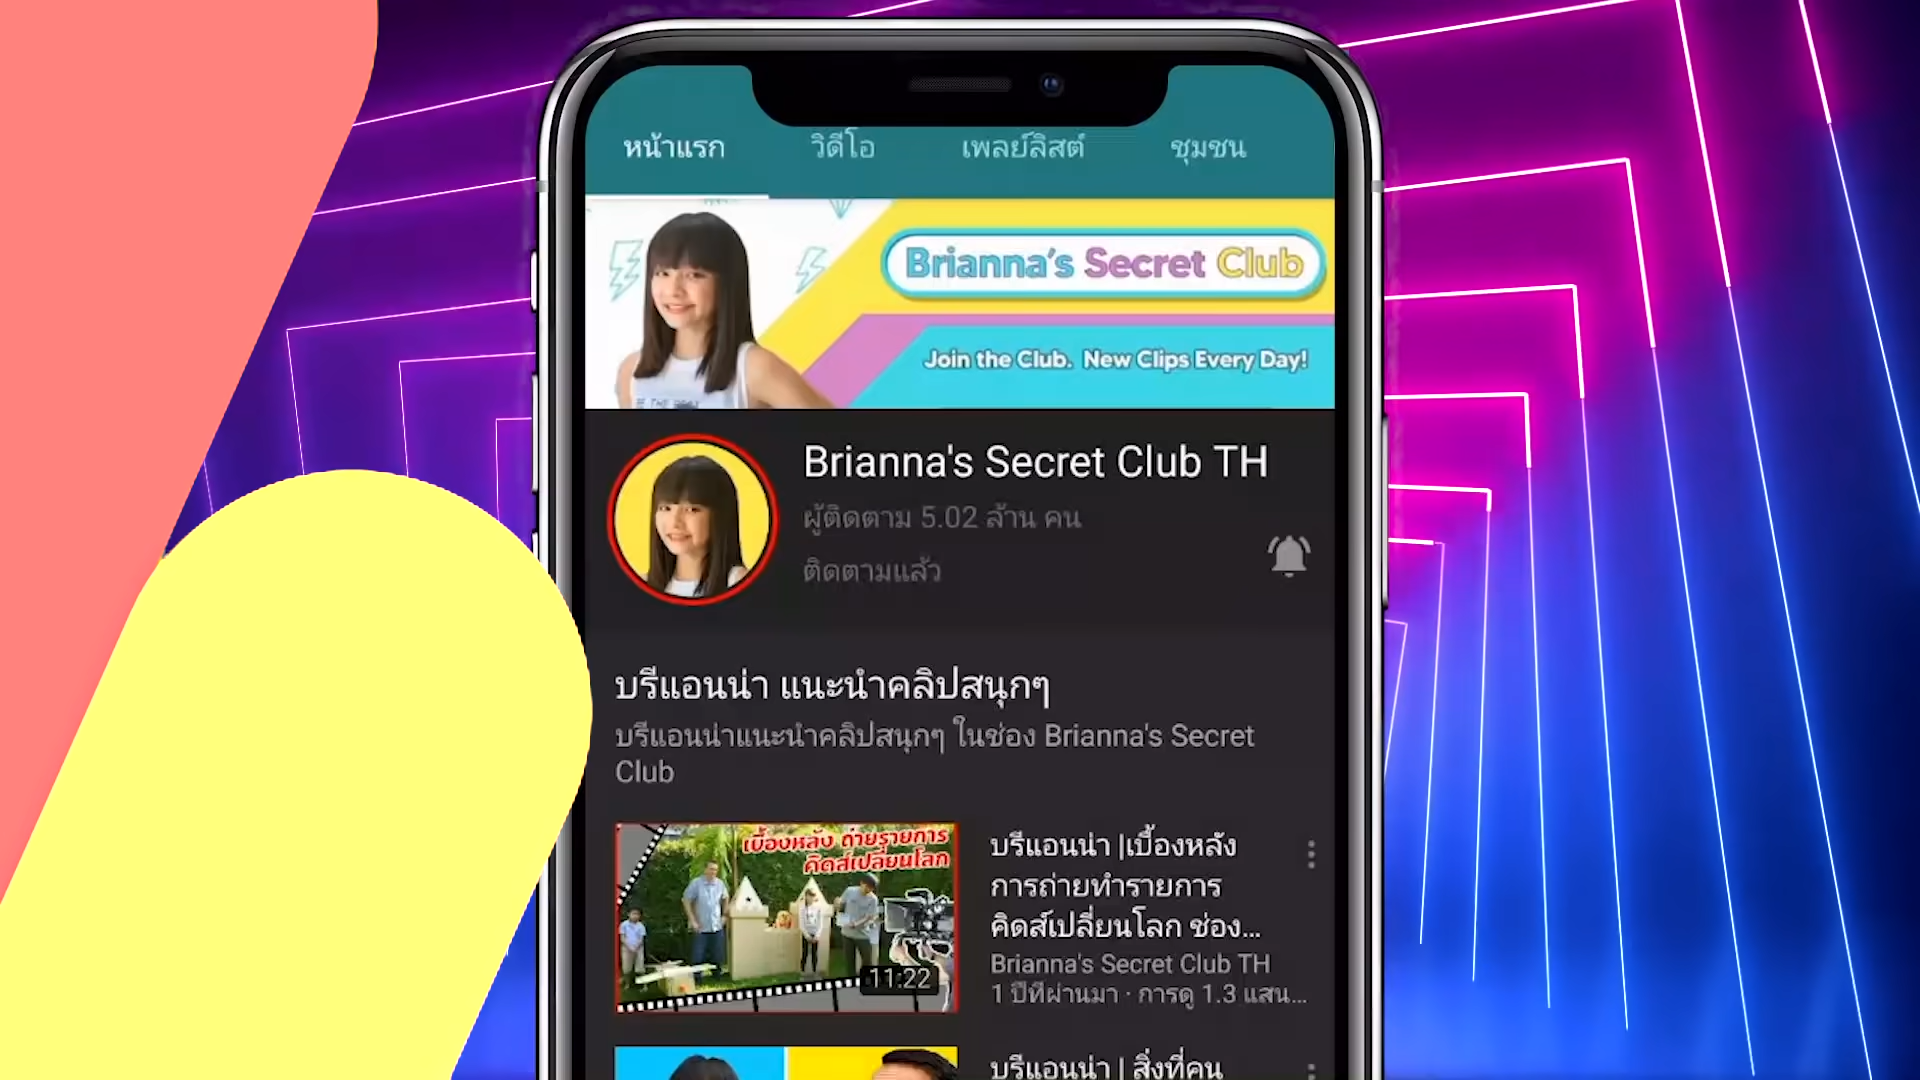 หน้าแรก วิดีโอ เพลย์ลิสต์ ชุมชน
Brianna's Secret Club
Join the Club. New Clips Every Day!
Brianna's Secret Club TH
ผู้ติดตาม 5.02 ล้าน คน
ติดตามแล้ว
บรีแอนน่า แนะนำคลิปสนุกๆ
บรีแอนน่าแนะนำคลิปสนุกๆ ในช่อง Brianna's Secret
Club
เบื้องหลัง ถ่ายรายการ
คิดส์เปลี่ยนโลก
11:22
บรีแอนน่า |เบื้องหลัง
การถ่ายทำรายการ
คิดส์เปลี่ยนโลก ช่อง...
Brianna's Secret Club TH
1 ปีที่ผ่านมา · การดู 1.3 แสน...
บรีแอนน่า | สิ่งที่คน